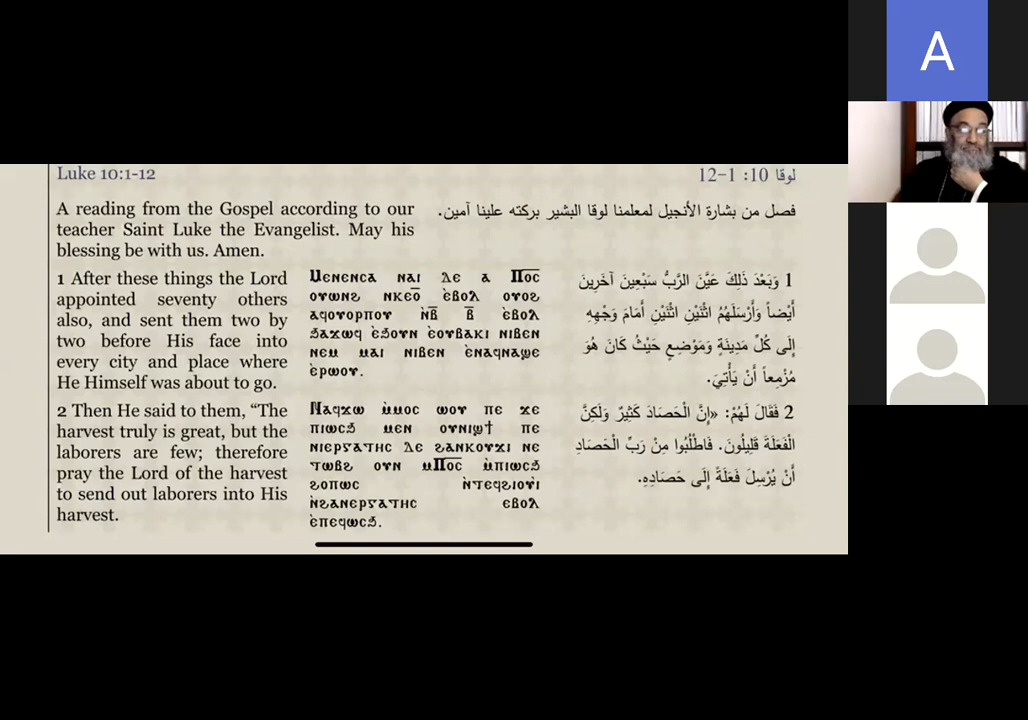 A
Luke 10:1-12
لوقا 10: 1-12
A reading from the Gospel according to our
teacher Saint Luke the Evangelist. May his
blessing be with us. Amen.
فصل من بشارة الأنجيل لمعلمنا لوقا البشير بركته علينا آمين.
1 After these things the Lord
appointed seventy others
also, and sent them two by
two before His face into
every city and place where
He Himself was about to go.
Ⲙⲉⲛⲉⲛⲥⲁ ⲛⲁⲓ ⲇⲉ ⲁ Ⲡ̅ⲟ̅ⲥ̅
ⲟⲩⲱⲛϩ ⲛⲕⲉⲟ̅ ⲉ̀ⲃⲟⲗ ⲟⲩⲟϩ
ⲁϥⲟⲩⲟⲣⲡⲟⲩ ⲛ̀ⲃ̅ ⲃ̅ ⲉ̀ⲃⲟⲗ
ϧⲁϫⲱϥ ⲉ̀ϧⲟⲩⲛ ⲉ̀ⲟⲩⲃⲁⲕⲓ ⲛⲓⲃⲉⲛ
ⲛⲉⲙ ⲙⲁⲓ ⲛⲓⲃⲉⲛ ⲉ̀ⲛⲁϥⲛⲁϣⲉ
ⲉ̀ⲣⲱⲟⲩ.
1 وَبَعْدَ ذَلِكَ عَيَّنَ الرَّبُّ سَبْعِينَ آخَرِينَ
أَيْضاً وَأَرْسَلَهُمُ اثْنَيْنِ اثْنَيْنِ أَمَامَ وَجْهِهِ
إِلَى كُلِّ مَدِينَةٍ وَمَوْضِعٍ حَيْثُ كَانَ هُوَ
مُزْمِعاً أَنْ يَأْتِيَ.
2 Then He said to them, “The
harvest truly is great, but the
laborers are few; therefore
pray the Lord of the harvest
to send out laborers into His
harvest.
Ⲛⲁϥϫⲱ ⲙ̀ⲙⲟⲥ ⲱⲟⲩ ⲡⲉ ϫⲉ
ⲡⲓⲱⲥϧ ⲙⲉⲛ ⲟⲩⲛⲓϣϯ ⲡⲉ
ⲛⲓⲉⲣⲅⲁⲧⲏⲥ ⲇⲉ ϩⲁⲛⲕⲟⲩϫⲓ ⲛⲉ
ⲧⲱⲃϩ ⲟⲩⲛ ⲙⲠ̅ⲟ̅ⲥ̅ ⲙ̀ⲡⲓⲱⲥϧ
ϩⲟⲡⲱⲥ ⲛ̀ⲧⲉϥϩⲓⲟⲩⲓ̀
ⲛ̀ϩⲁⲛⲉⲣⲅⲁⲧⲏⲥ ⲉⲃⲟⲗ
ⲉ̀ⲡⲉϥⲱⲥϧ.
2 فَقَالَ لَهُمْ: «إِنَّ الْحَصَادَ كَثِيرٌ وَلَكِنَّ
الْفَعَلَةَ قَلِيلُونَ. فَاطْلُبُوا مِنْ رَبِّ الْحَصَادِ
أَنْ يُرْسِلَ فَعَلَةً إِلَى حَصَادِهِ.